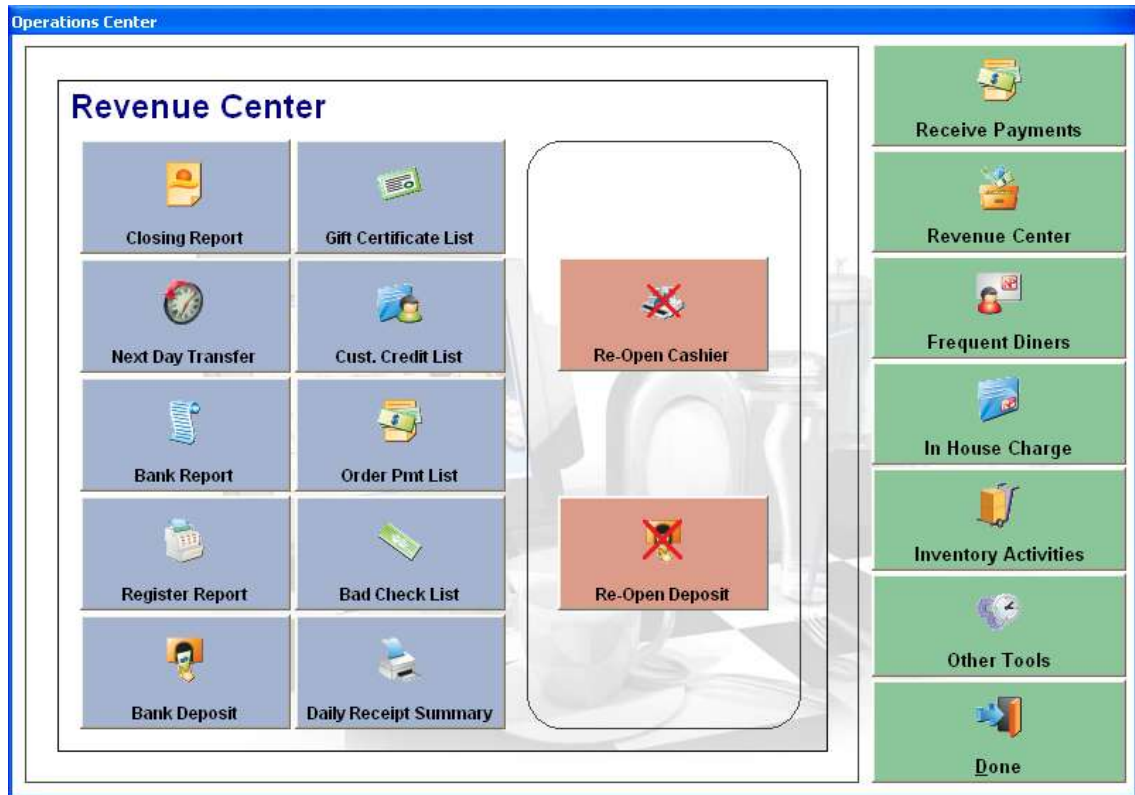 Operations Center
Revenue Center
Closing Report
Gift Certificate List
Next Day Transfer
Cust. Credit List
Re-Open Cashier
Bank Report
Order Pmt List
Register Report
Bad Check List
Re-Open Deposit
Bank Deposit
Daily Receipt Summary
Receive Payments
Revenue Center
Frequent Diners
In House Charge
Inventory Activities
Other Tools
Done